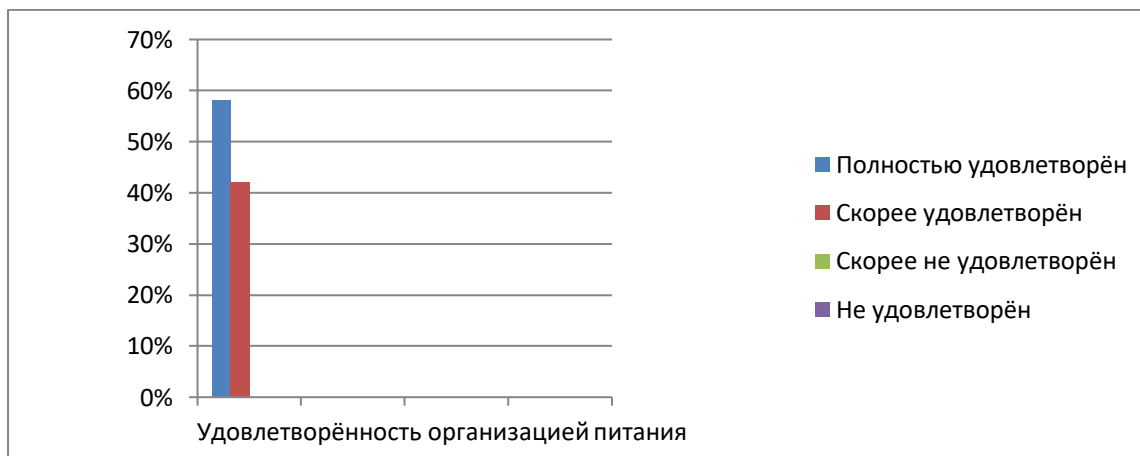 70%
60%
50%
40%
30%
20%
10%
0%
Удовлетворённость организацией питания
Полностью удовлетворён
Скорее удовлетворён
Скорее не удовлетворён
Не удовлетворён